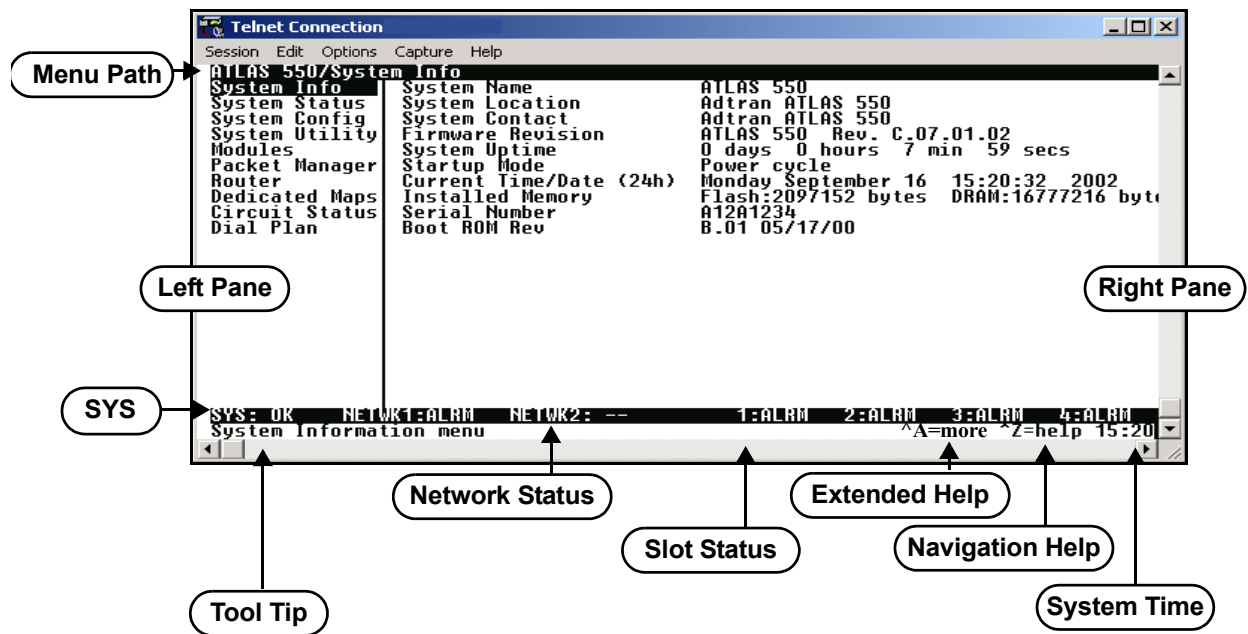 Telnet Connection
Session Edit Options Capture Help
Menu Path
ATLAS 550/System Info
System Info System Name ATLAS 550
System Status System Location Adtran ATLAS 550
System Config System Contact Adtran ATLAS 550
System Utility Firmware Revision ATLAS 550 Rev. C.07.01.02
Modules System Uptime 0 days 0 hours 7 min 59 secs
Packet Manager Startup Mode Power cycle
Router Current Time/Date (24h) Monday September 16 15:20:32 2002
Dedicated Maps Installed Memory Flash:2097152 bytes DRAM:16777216 byte
Circuit Status Serial Number A12A1234
Dial Plan Boot ROM Rev B.01 05/17/00
Left Pane Right Pane
SYS
SYS: OK NETWK1:ALRM NETWK2: -- 1:ALRM 2:ALRM 3:ALRM 4:ALRM
System Information menu ^A=more ^Z=help 15:20
Network Status Extended Help
Slot Status Navigation Help
Tool Tip System Time